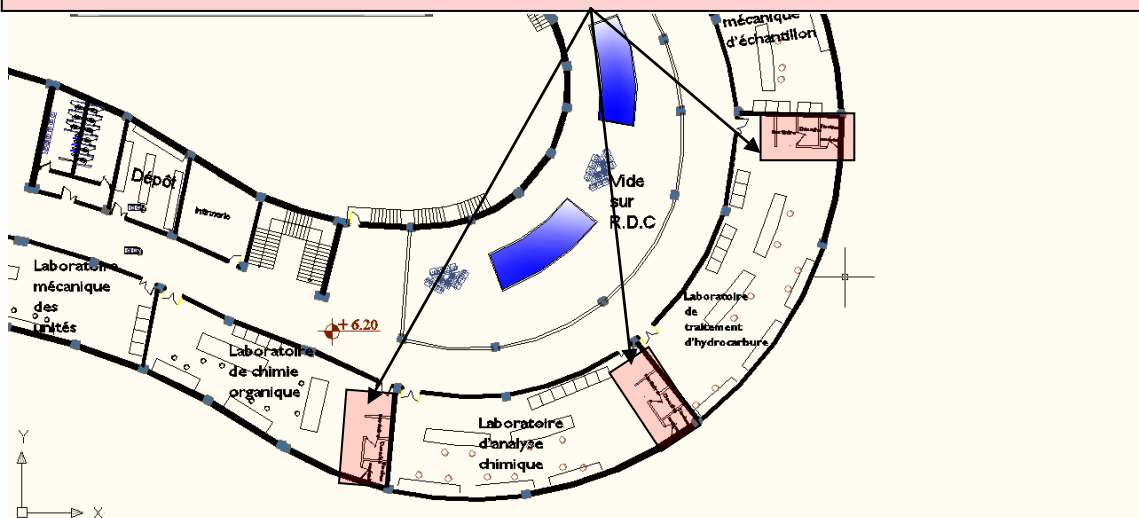 mécanique
d'échantillon
Dépôt
Infirmerie
Vide
sur
R.D.C
Laboratoire
mécanique
des
unités
+ 6.20
Laboratoire
de chimie
organique
Laboratoire
de
traitement
d'hydrocarbure
Laboratoire
d'analyse
chimique
Y
X